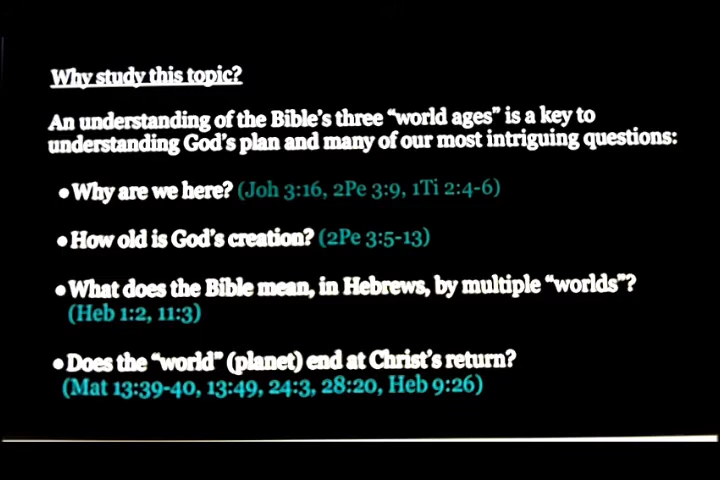 Why study this topic?
An understanding of the Bible's three "world ages" is a key to
understanding God's plan and many of our most intriguing questions:
• Why are we here? (Joh 3:16, 2Pe 3:9, 1Ti 2:4-6)
• How old is God's creation? (2Pe 3:5-13)
• What does the Bible mean, in Hebrews, by multiple "worlds"?
(Heb 1:2, 11:3)
• Does the "world" (planet) end at Christ's return?
(Mat 13:39-40, 13:49, 24:3, 28:20, Heb 9:26)